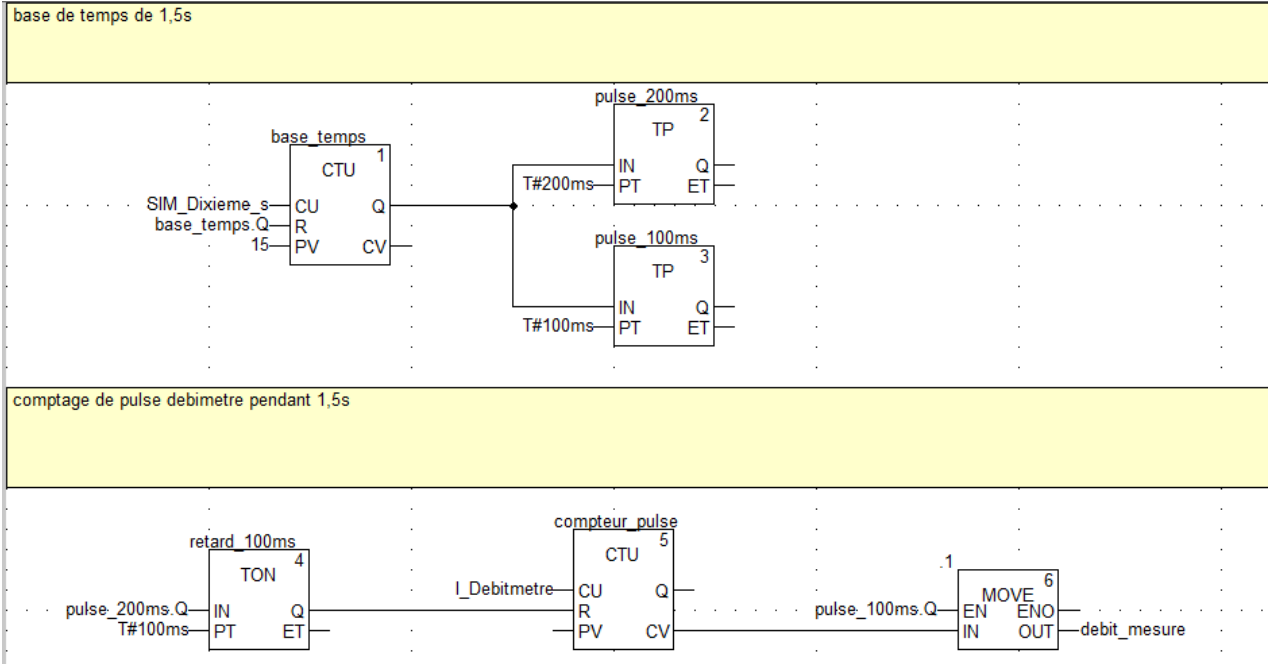 base de temps de 1,5s
pulse_200ms
2
TP
IN Q
T#200ms PT ET
base_temps
1
CTU
SIM_Dixieme_s CU Q
base_temps.Q R
15 PV CV
pulse_100ms
3
TP
IN Q
T#100ms PT ET
comptage de pulse debimetre pendant 1,5s
retard_100ms
4
TON
pulse_200ms.Q IN Q
T#100ms PT ET
compteur_pulse
5
CTU
I_Debitmetre CU Q
R
PV CV
.1
6
MOVE
pulse_100ms.Q EN ENO
IN OUT debit_mesure